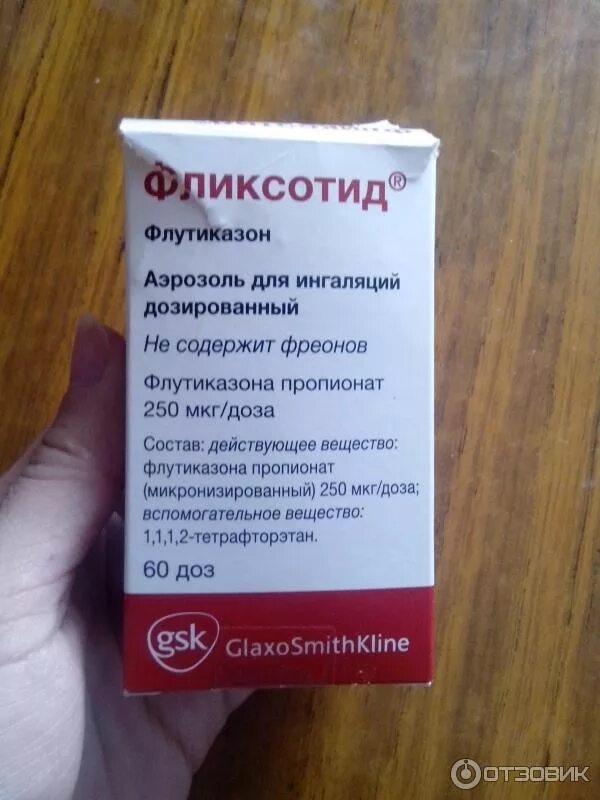 Фликсотид®
Флутиказон
Аэрозоль для ингаляций
дозированный
Не содержит фреонов
Флутиказона пропионат
250 мкг/доза
Состав: действующее вещество:
флутиказона пропионат
(микронизированный) 250 мкг/доза;
вспомогательное вещество:
1,1,1,2-тетрафторэтан.
60 доз
gsk GlaxoSmithKline
ОТЗОВИК